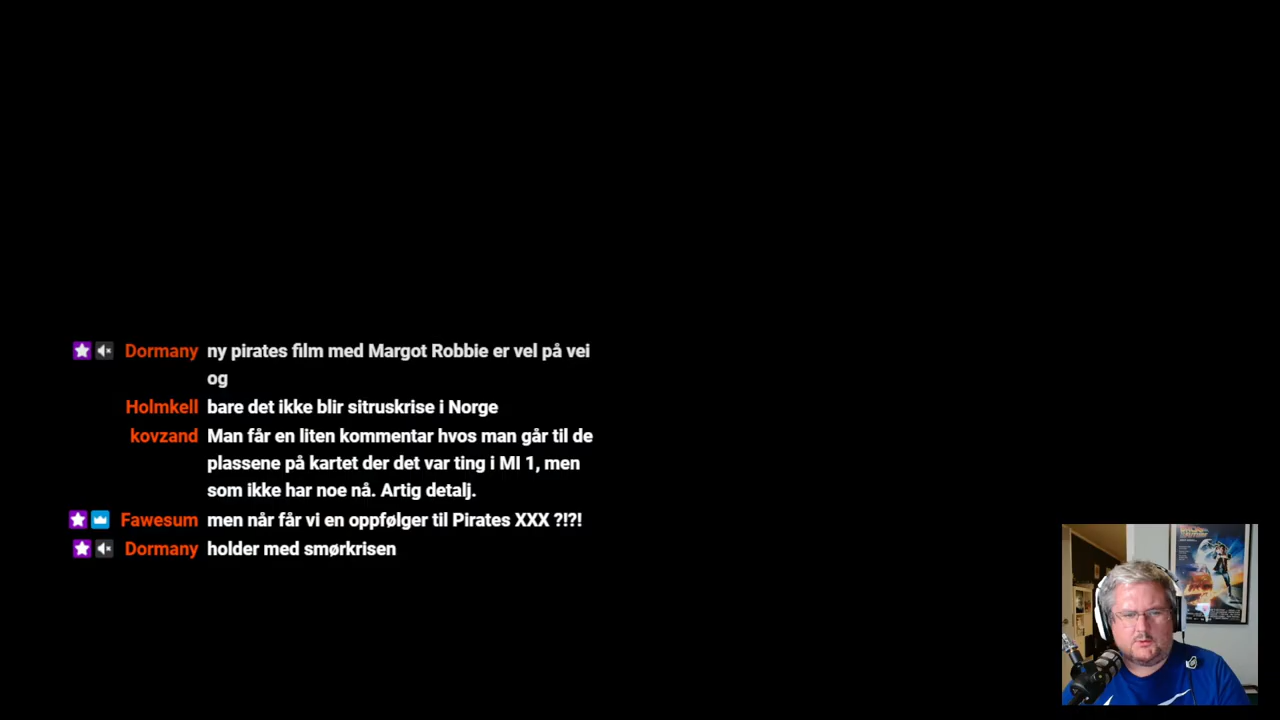 Dormany ny pirates film med Margot Robbie er vel på vei
og
Holmkell bare det ikke blir sitruskrise i Norge
kovzand Man får en liten kommentar hvos man går til de
plassene på kartet der det var ting i MI 1, men
som ikke har noe nå. Artig detalj.
Fawesum men når får vi en oppfølger til Pirates XXX ?!?!
Dormany holder med smørkrisen